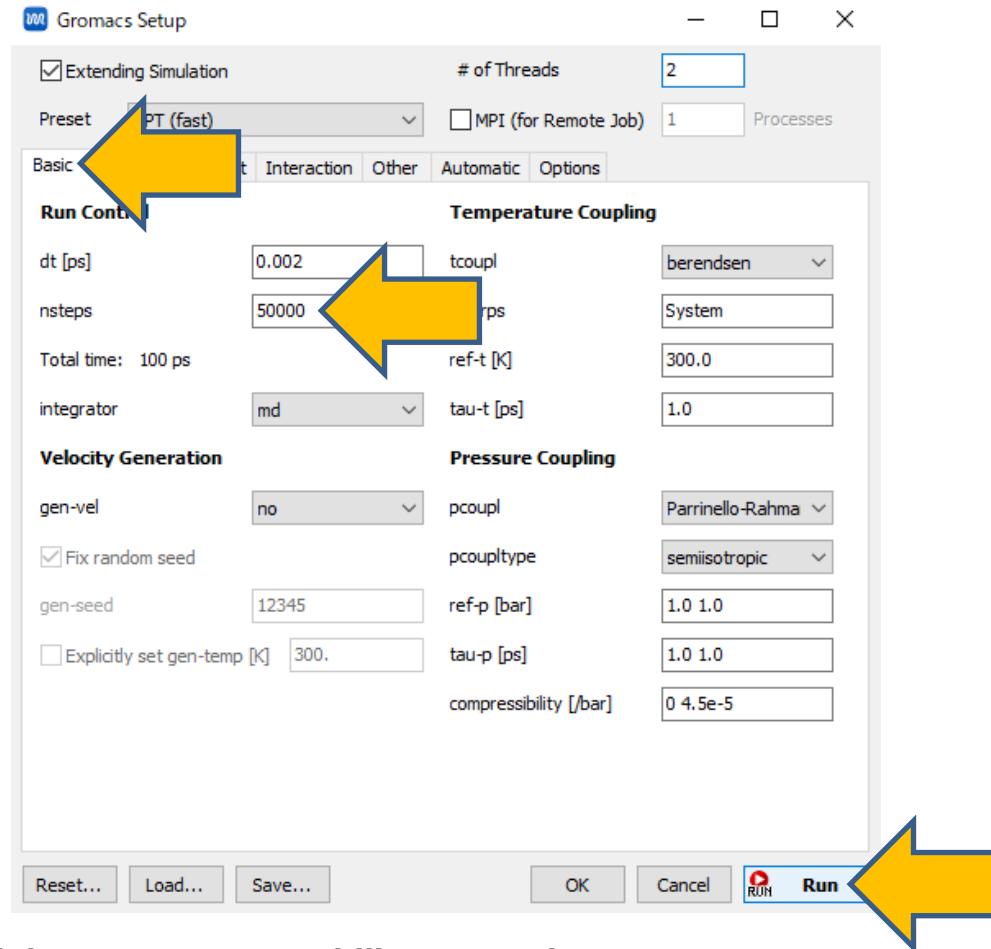 Gromacs Setup
Extending Simulation
# of Threads
2
Preset
PT (fast)
MPI (for Remote Job)
1
Processes
Basic
Interaction
Other
Automatic
Options
Run Control
dt [ps]
0.002
nsteps
50000
Total time: 100 ps
integrator
md
Velocity Generation
gen-vel
no
Fix random seed
gen-seed
12345
Explicitly set gen-temp [K]
300.
Temperature Coupling
tcoupl
berendsen
rps
System
ref-t [K]
300.0
tau-t [ps]
1.0
Pressure Coupling
pcoupl
Parrinello-Rahma
pcoupltype
semiisotropic
ref-p [bar]
1.0 1.0
tau-p [ps]
1.0 1.0
compressibility [/bar]
0 4.5e-5
Reset...
Load...
Save...
OK
Cancel
RUN
Run